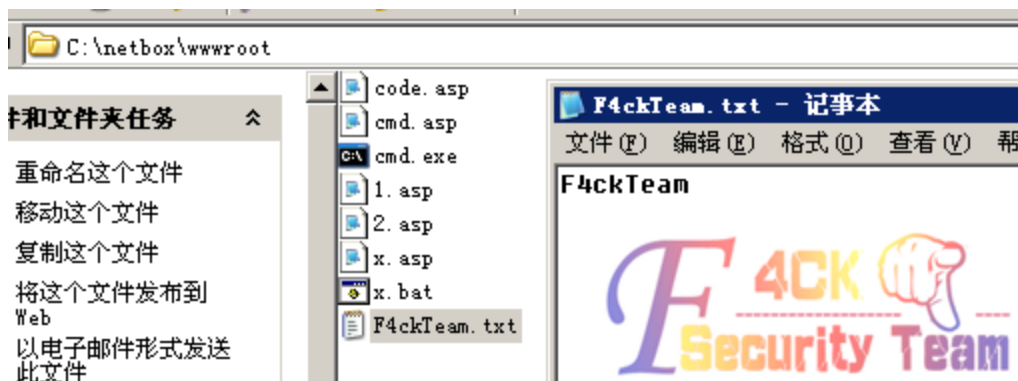 C:\netbox\wwwroot
件和文件夹任务
重命名这个文件
移动这个文件
复制这个文件
将这个文件发布到
Web
以电子邮件形式发送
此文件
code.asp
cmd.asp
cmd.exe
1.asp
2.asp
x.asp
x.bat
F4ckTeam.txt
F4ckTeam.txt - 记事本
文件(F) 编辑(E) 格式(O) 查看(V) 帮
F4ckTeam
F4CK
Security Team